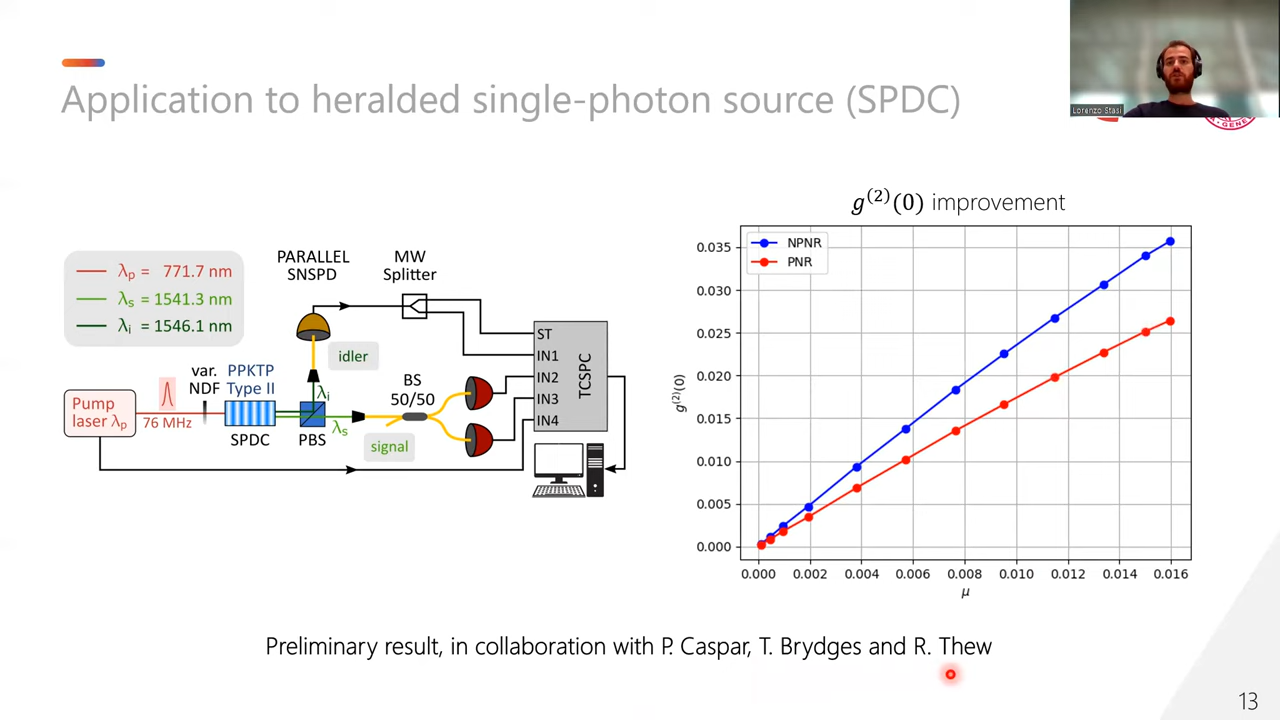 Application to heralded single-photon source (SPDC)
Lorenzo Stasi
GENE
λp = 771.7 nm
λs = 1541.3 nm
λi = 1546.1 nm
PARALLEL
SNSPD
MW
Splitter
idler
ST
IN1
IN2
IN3
IN4
TCSPC
Pump
laser λp
76 MHz
var.
NDF
PPKTP
Type II
SPDC
λi
PBS
λs
signal
BS
50/50
g(2)(0) improvement
NPNR
PNR
g(2)(0)
0.035
0.030
0.025
0.020
0.015
0.010
0.005
0.000
0.000 0.002 0.004 0.006 0.008 0.010 0.012 0.014 0.016
μ
Preliminary result, in collaboration with P. Caspar, T. Brydges and R. Thew
13